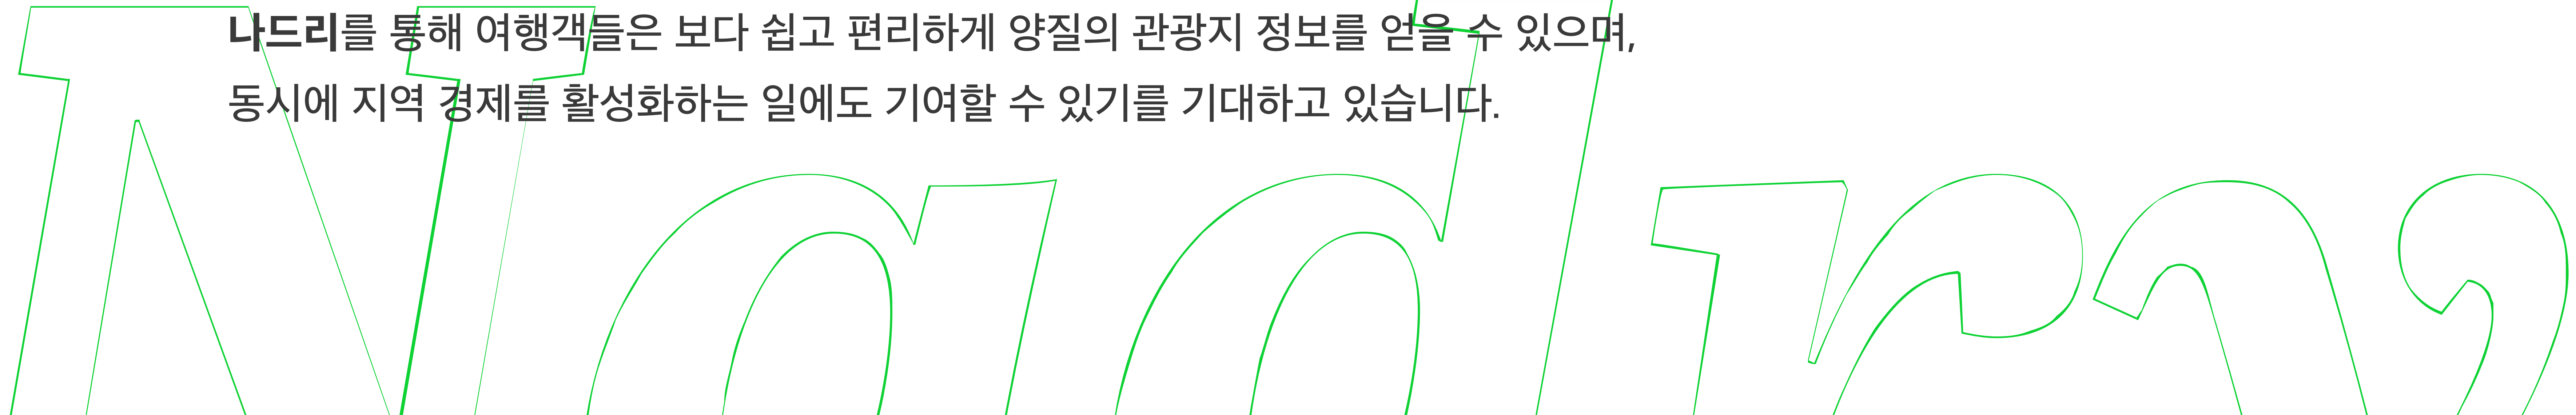 나드리를 통해 여행객들은 보다 쉽고 편리하게 양질의 관광지 정보를 얻을 수 있으며,
동시에 지역 경제를 활성화하는 일에도 기여할 수 있기를 기대하고 있습니다.
Nadry